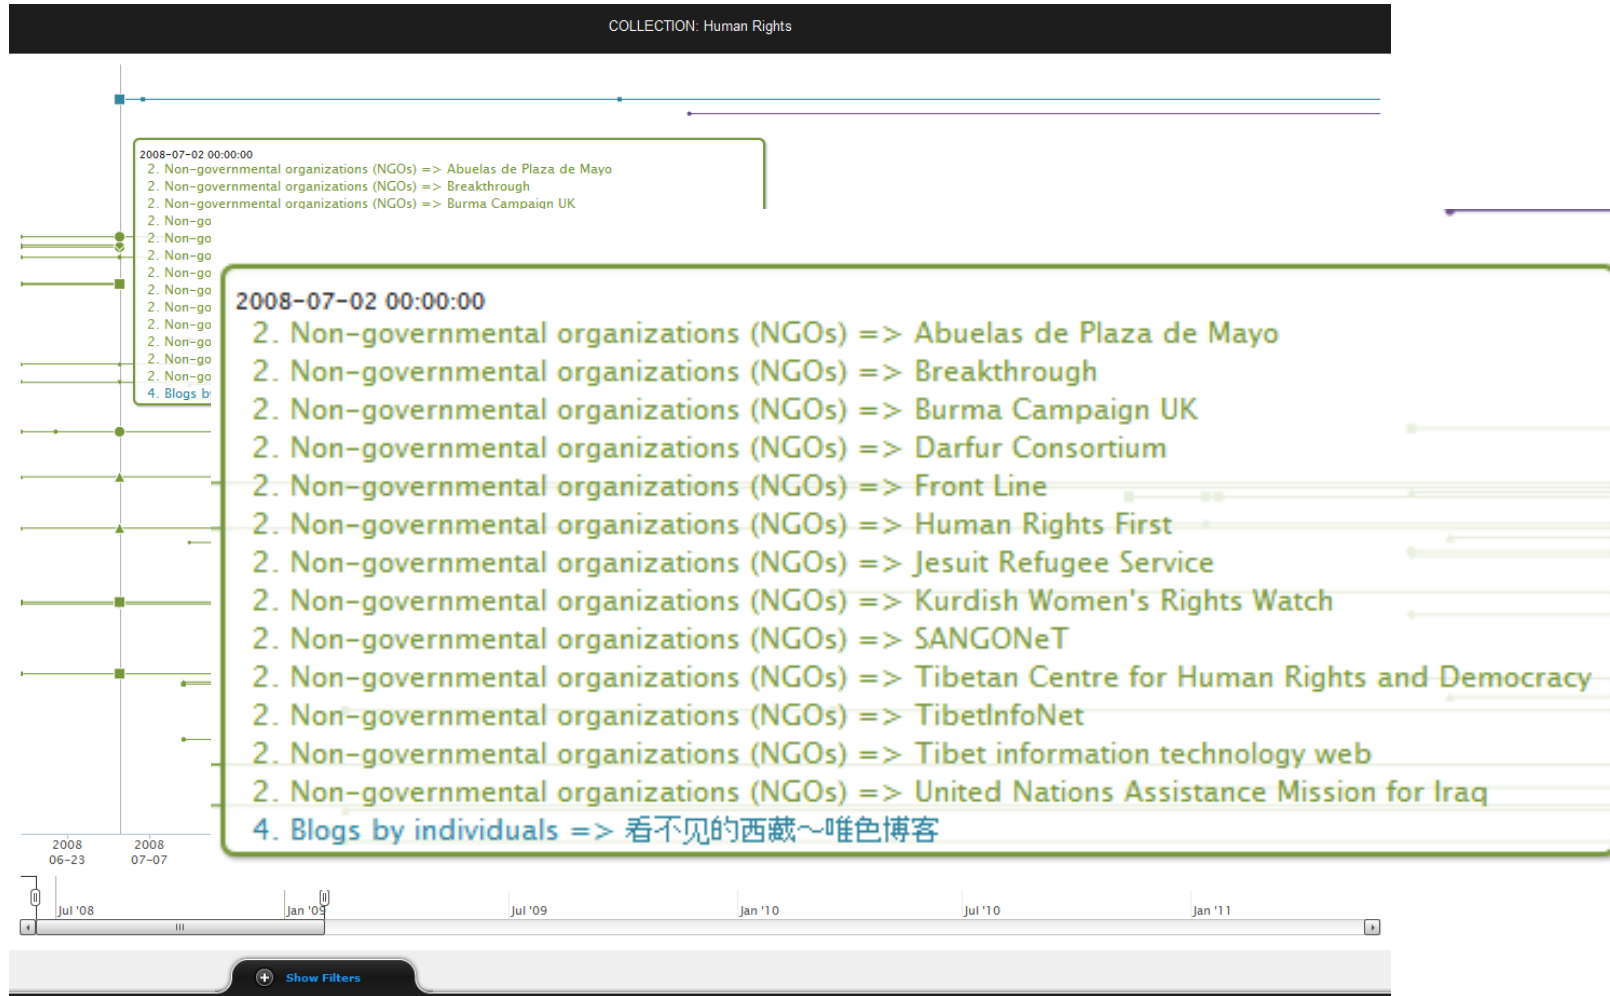 COLLECTION: Human Rights
2008-07-02 00:00:00
2. Non-governmental organizations (NGOs) => Abuelas de Plaza de Mayo
2. Non-governmental organizations (NGOs) => Breakthrough
2. Non-governmental organizations (NGOs) => Burma Campaign UK
2. Non-go
2. Non-go
2. Non-go
2. Non-go
2. Non-go
2. Non-go
2. Non-go
2. Non-go
2. Non-go
2. Non-go
4. Blogs b
2008-07-02 00:00:00
2. Non-governmental organizations (NGOs) => Abuelas de Plaza de Mayo
2. Non-governmental organizations (NGOs) => Breakthrough
2. Non-governmental organizations (NGOs) => Burma Campaign UK
2. Non-governmental organizations (NGOs) => Darfur Consortium
2. Non-governmental organizations (NGOs) => Front Line
2. Non-governmental organizations (NGOs) => Human Rights First
2. Non-governmental organizations (NGOs) => Jesuit Refugee Service
2. Non-governmental organizations (NGOs) => Kurdish Women's Rights Watch
2. Non-governmental organizations (NGOs) => SANGONeT
2. Non-governmental organizations (NGOs) => Tibetan Centre for Human Rights and Democracy
2. Non-governmental organizations (NGOs) => TibetInfoNet
2. Non-governmental organizations (NGOs) => Tibet information technology web
2. Non-governmental organizations (NGOs) => United Nations Assistance Mission for Iraq
4. Blogs by individuals => 看不见的西藏～唯色博客
2008 2008
06-23 07-07
Jul '08 Jan '09 Jul '09 Jan '10 Jul '10 Jan '11
Show Filters